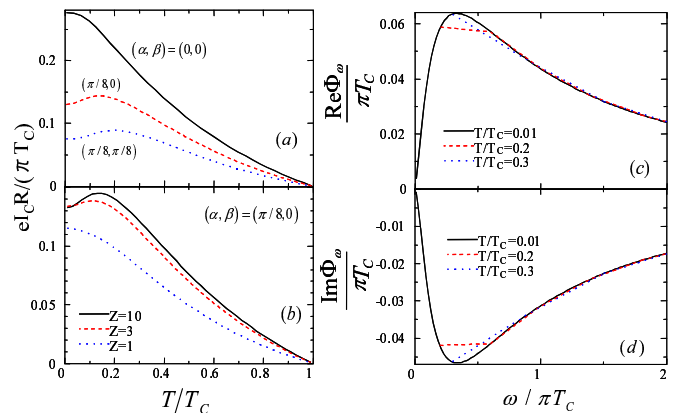 eI_C R/(π T_C)
0.2
0.1
0
(α, β) = (0,0)
(π/8,0)
(π/8,π/8)
(a)
0.1
0.05
0
(α, β) = (π/8,0)
Z=10
Z=3
Z=1
(b)
0 0.2 0.4 0.6 0.8 1
T/T_C
ReΦ_ω
πT_C
0.06
0.04
0.02
0
T/T_C=0.01
T/T_C=0.2
T/T_C=0.3
(c)
ImΦ_ω
πT_C
-0.01
-0.02
-0.03
-0.04
T/T_C=0.01
T/T_C=0.2
T/T_C=0.3
(d)
0 1 2
ω / πT_C